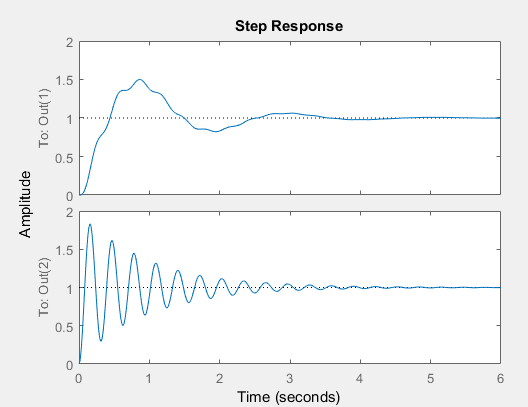 Step Response
Amplitude
To: Out(1)
2
1.5
1
0.5
0
To: Out(2)
2
1.5
1
0.5
0
0 1 2 3 4 5 6
Time (seconds)